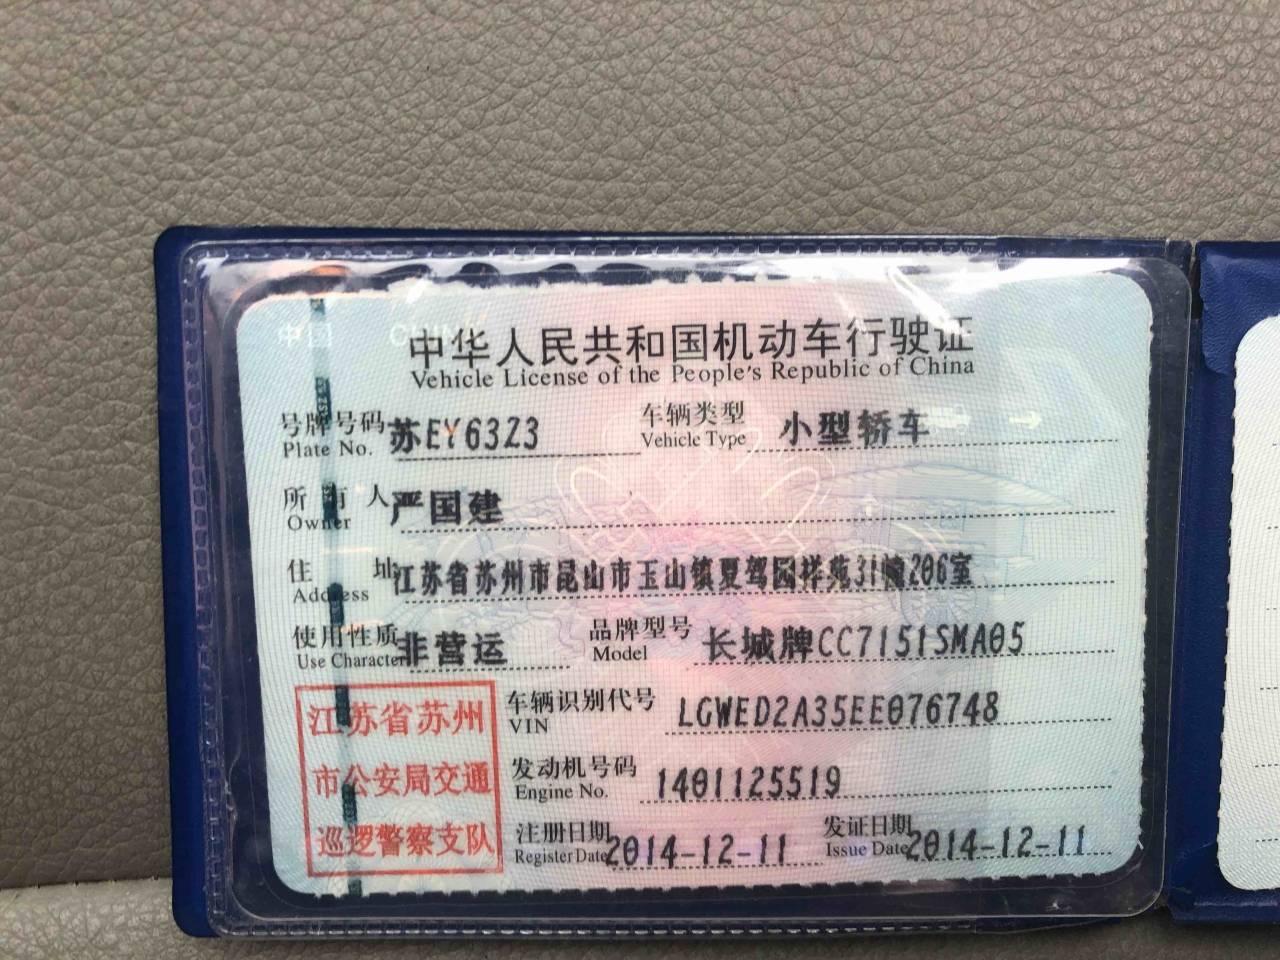 中国 CHINA
中华人民共和国机动车行驶证
Vehicle License of the People's Republic of China
号牌号码 苏EY63Z3 车辆类型 小型轿车
Plate No. Vehicle Type
所有人 严国建
Owner
住址 江苏省苏州市昆山市玉山镇夏驾园祥苑31幢206室
Address
使用性质 非营运 品牌型号 长城牌CC7151SMA05
Use Character Model
江苏省苏州
市公安局交通
巡逻警察支队
车辆识别代号 LGWED2A35EE076748
VIN
发动机号码 1401125519
Engine No.
注册日期 2014-12-11 发证日期 2014-12-11
Register Date Issue Date